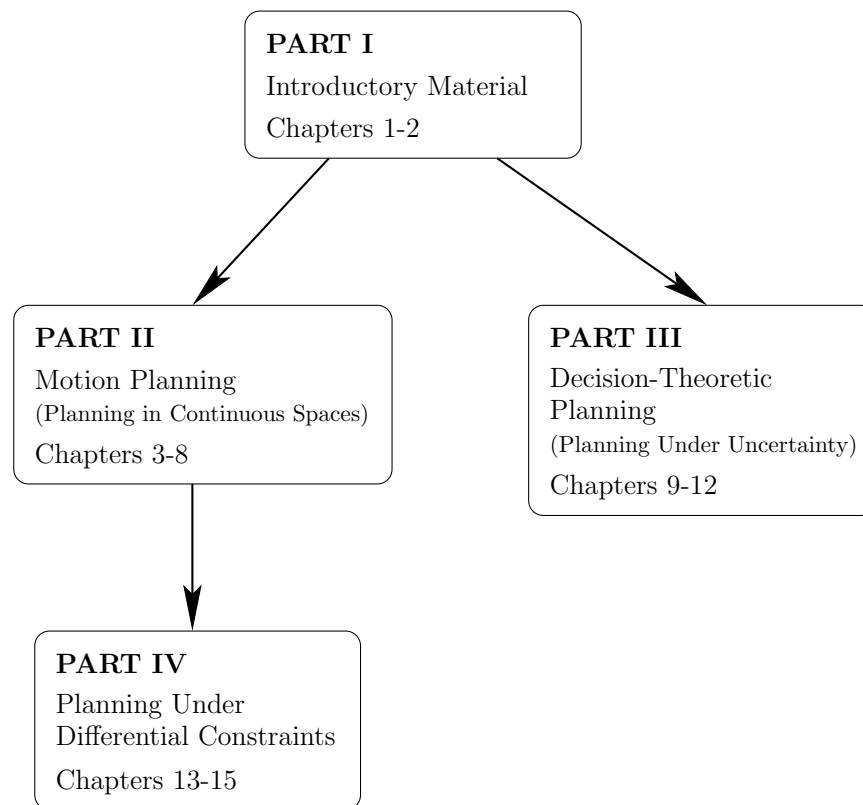 PART I
Introductory Material
Chapters 1-2
PART II
Motion Planning
(Planning in Continuous Spaces)
Chapters 3-8
PART III
Decision-Theoretic
Planning
(Planning Under Uncertainty)
Chapters 9-12
PART IV
Planning Under
Differential Constraints
Chapters 13-15